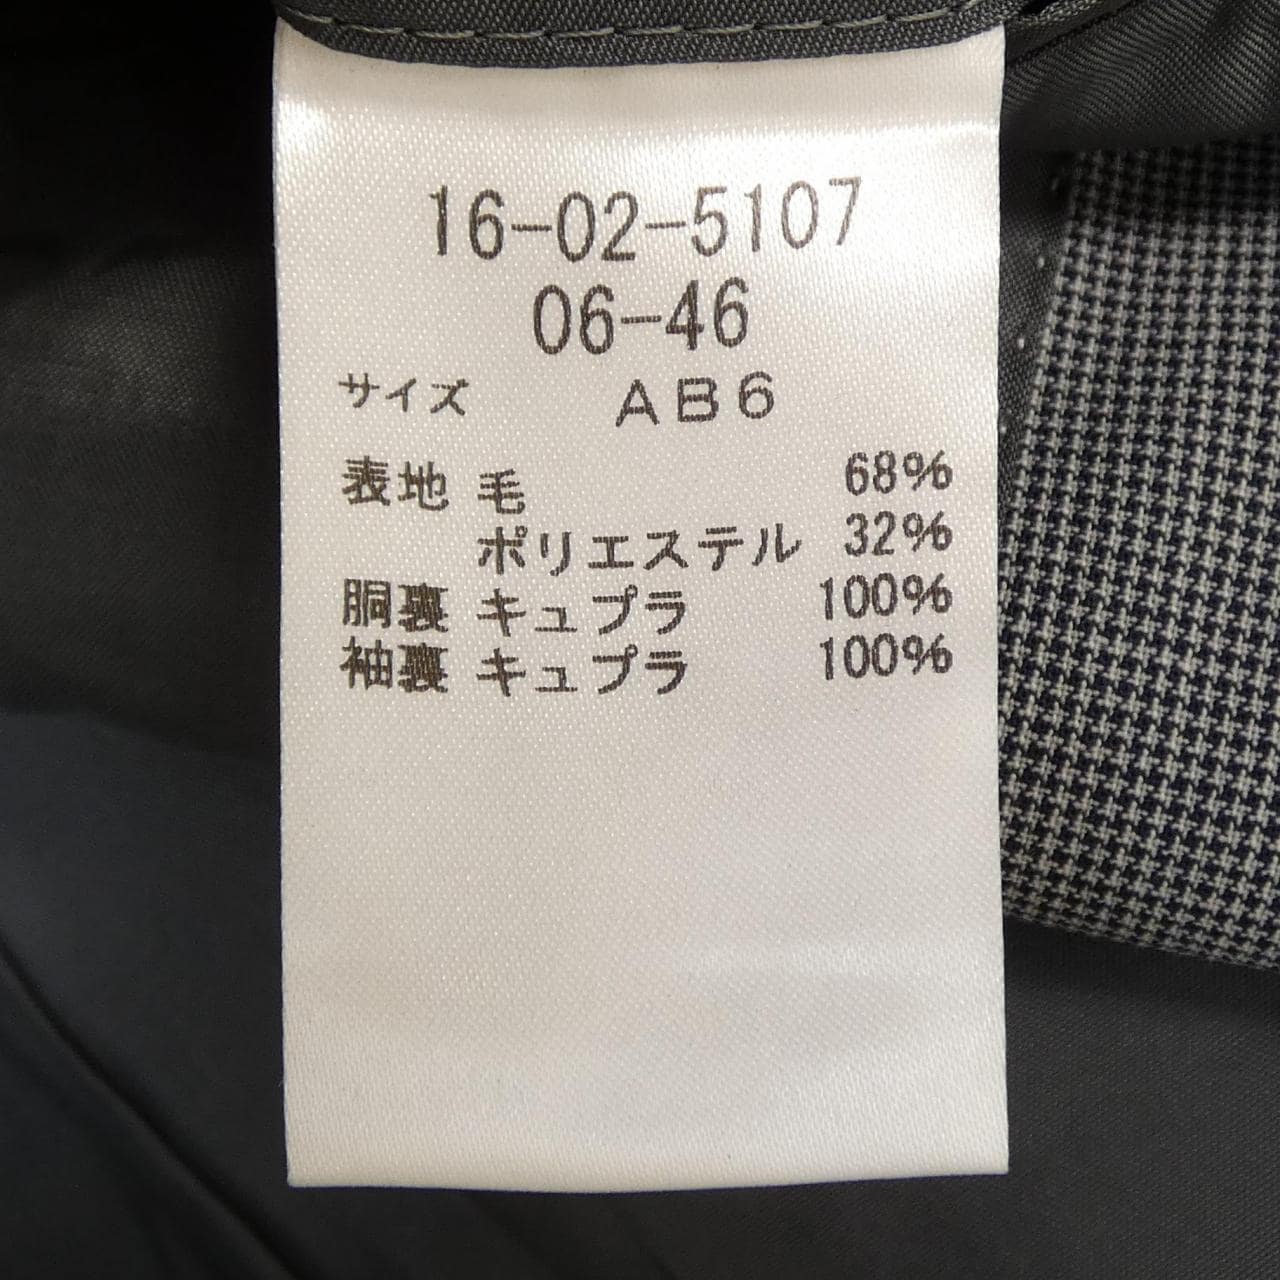 16-02-5107
06-46
サイズ AB6
表地 毛 68%
ポリエステル 32%
胴裏 キュプラ 100%
袖裏 キュプラ 100%